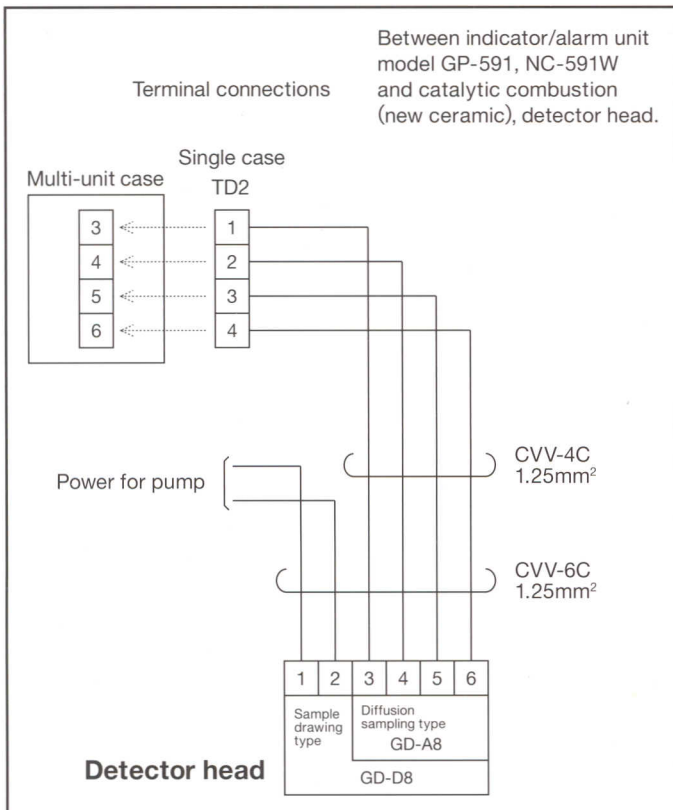 Between indicator/alarm unit
model GP-591, NC-591W
and catalytic combustion
(new ceramic), detector head.
Terminal connections
Single case
TD2
Multi-unit case
3
4
5
6
1
2
3
4
CVV-4C
1.25mm²
Power for pump
CVV-6C
1.25mm²
1 2 3 4 5 6
Sample
drawing
type
Diffusion
sampling type
GD-A8
Detector head
GD-D8